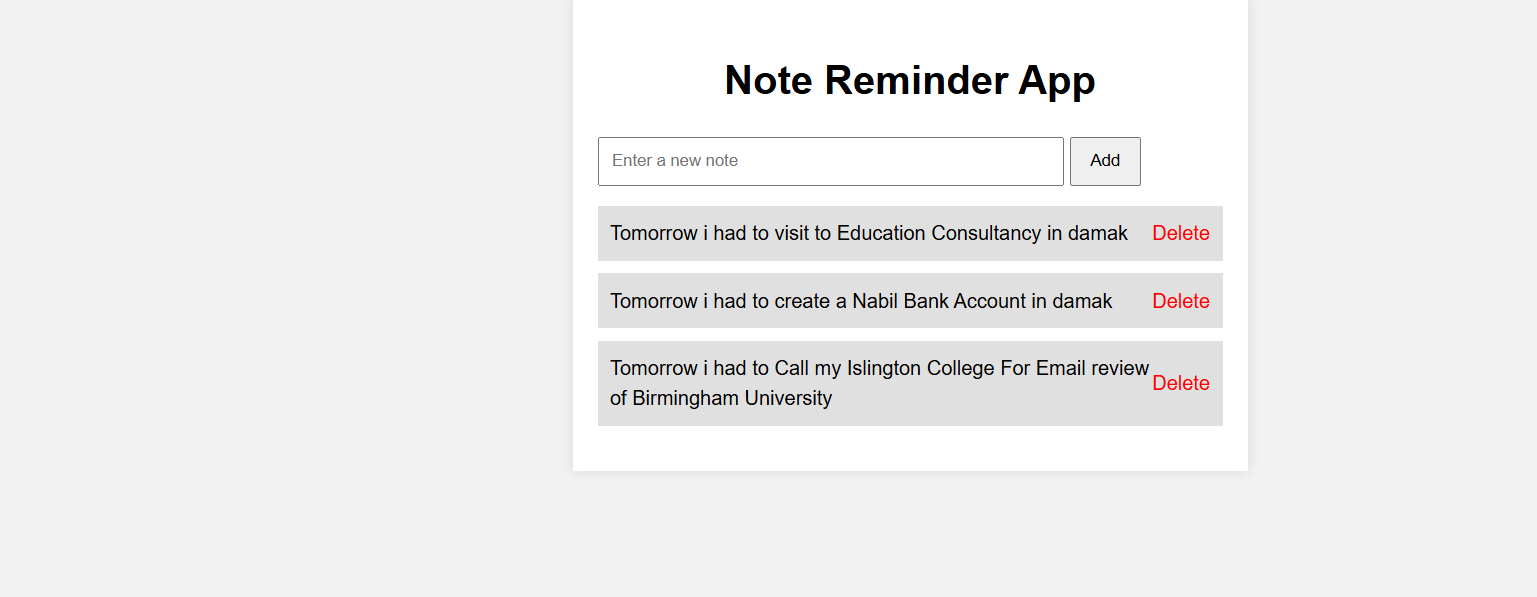 Note Reminder App
Enter a new note
Add
Tomorrow i had to visit to Education Consultancy in damak
Delete
Tomorrow i had to create a Nabil Bank Account in damak
Delete
Tomorrow i had to Call my Islington College For Email review
of Birmingham University
Delete